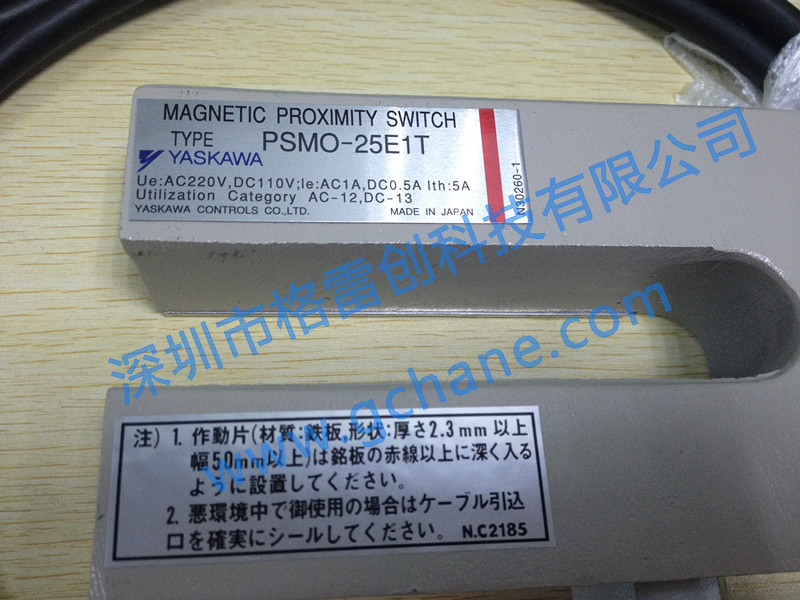 MAGNETIC PROXIMITY SWITCH
TYPE PSMO-25E1T
YASKAWA
Ue:AC220V,DC110V;Ie:AC1A,DC0.5A Ith:5A
Utilization Category AC-12,DC-13
YASKAWA CONTROLS CO.,LTD. MADE IN JAPAN
N30260-1
深圳市格雷创科技有限公司
www.gchane.com
注) 1. 作動片(材質:鉄板,形状:厚さ2.3mm以上
幅50mm以上)は銘板の赤線以上に深く入る
ように設置してください。
2. 悪環境中で御使用の場合はケーブル引込
口を確実にシールしてください。 N.C2185